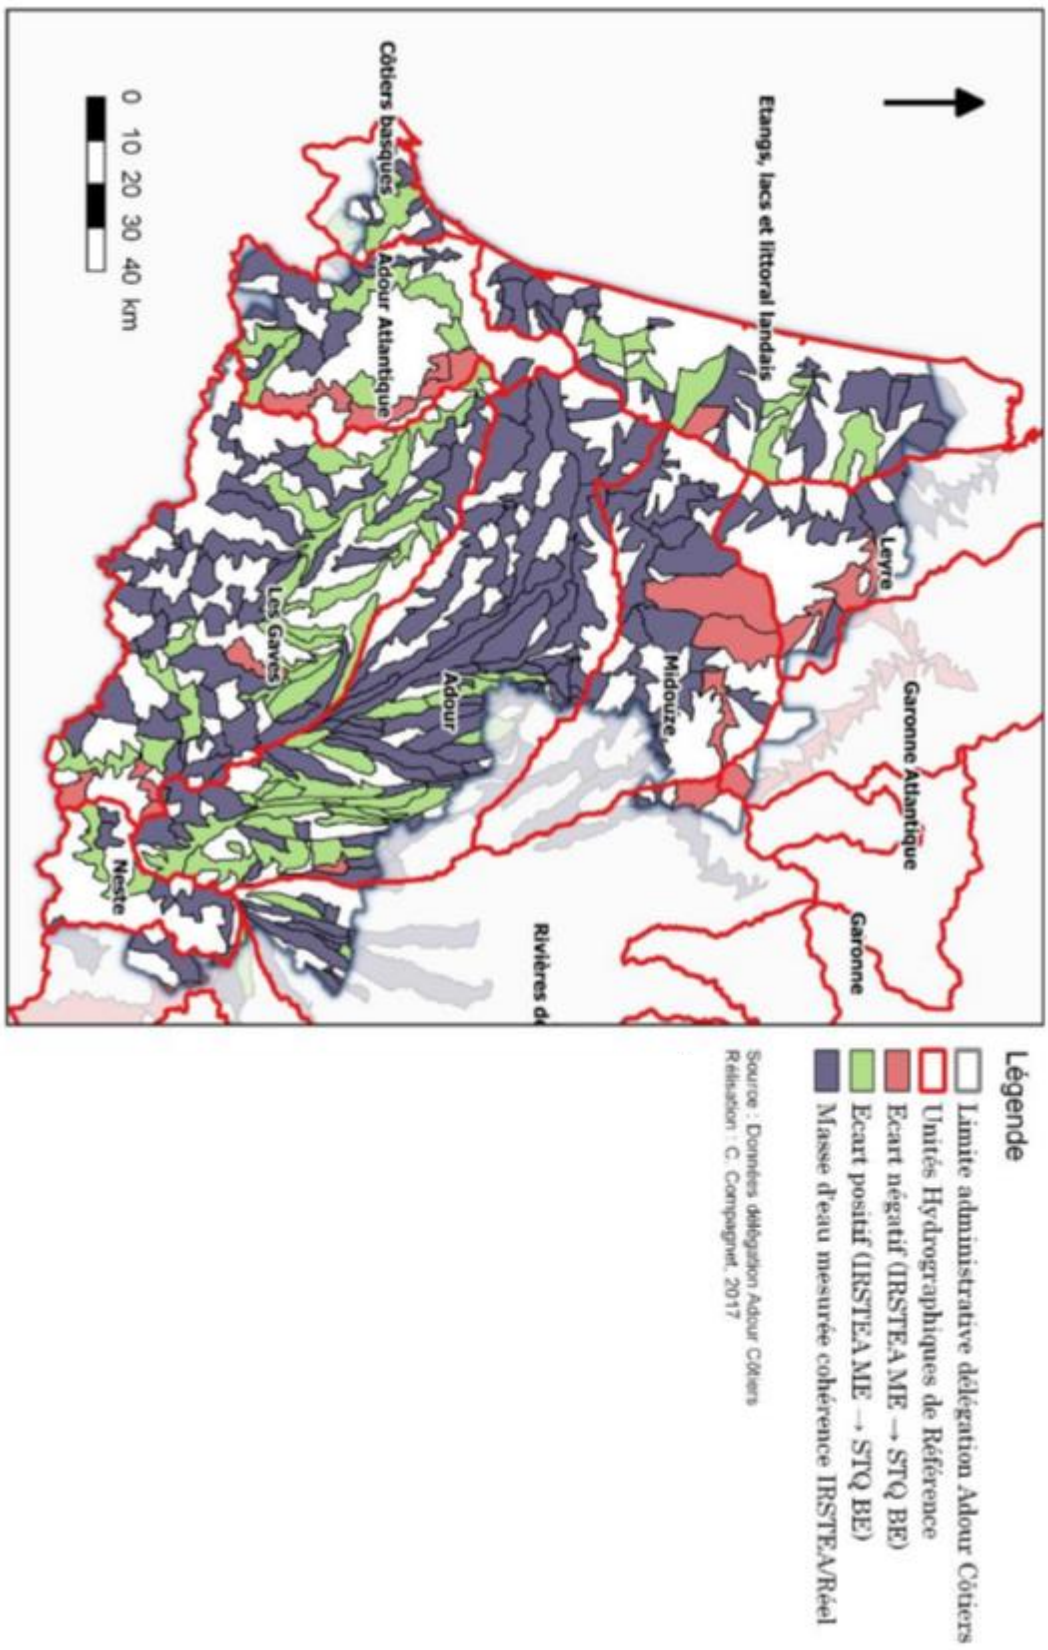 Etangs, lacs et littoral landais
Leyre
Garonne Atlantique
Garonne
Midouze
Rivières de
Côtiers basques
Adour Atlantique
Adour
Les Gaves
Neste
0 10 20 30 40 km
Légende
Limite administrative délégation Adour Côtiers
Unités Hydrographiques de Référence
Ecart négatif (IRSTEA ME → STQ BE)
Ecart positif (IRSTEA ME → STQ BE)
Masse d'eau mesurée cohérence IRSTEA/Réel
Source : Données délégation Adour Côtiers
Rélisation : C. Compagnet, 2017